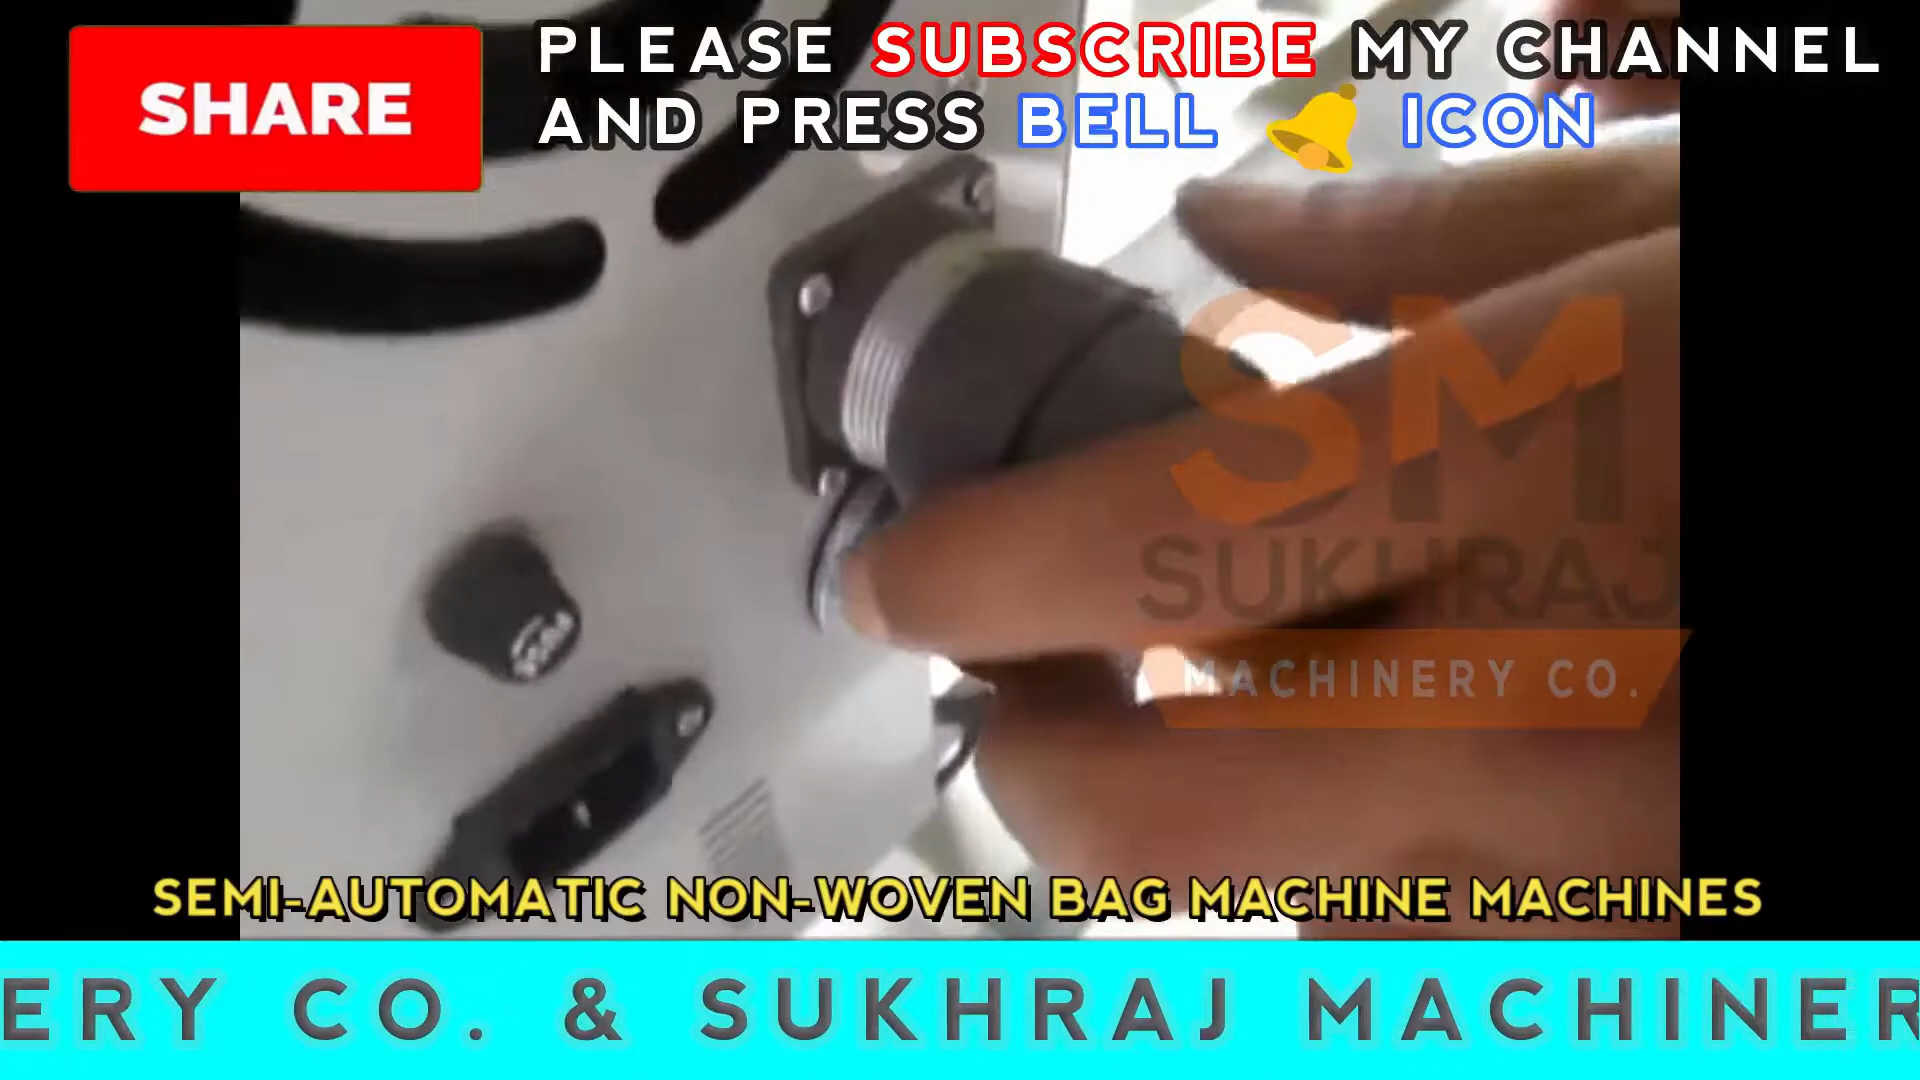 SHARE
PLEASE SUBSCRIBE MY CHANNEL
AND PRESS BELL 🔔 ICON
SM
SUKHRAJ
MACHINERY CO.
SEMI-AUTOMATIC NON-WOVEN BAG MACHINE MACHINES
ERY CO. & SUKHRAJ MACHINER